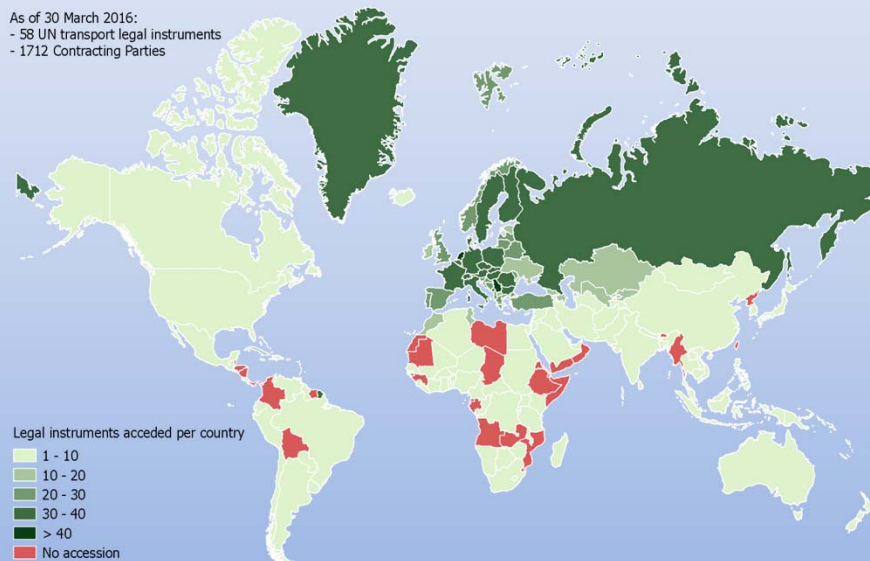 As of 30 March 2016:
- 58 UN transport legal instruments
- 1712 Contracting Parties
Legal instruments acceded per country
1 - 10
10 - 20
20 - 30
30 - 40
> 40
No accession